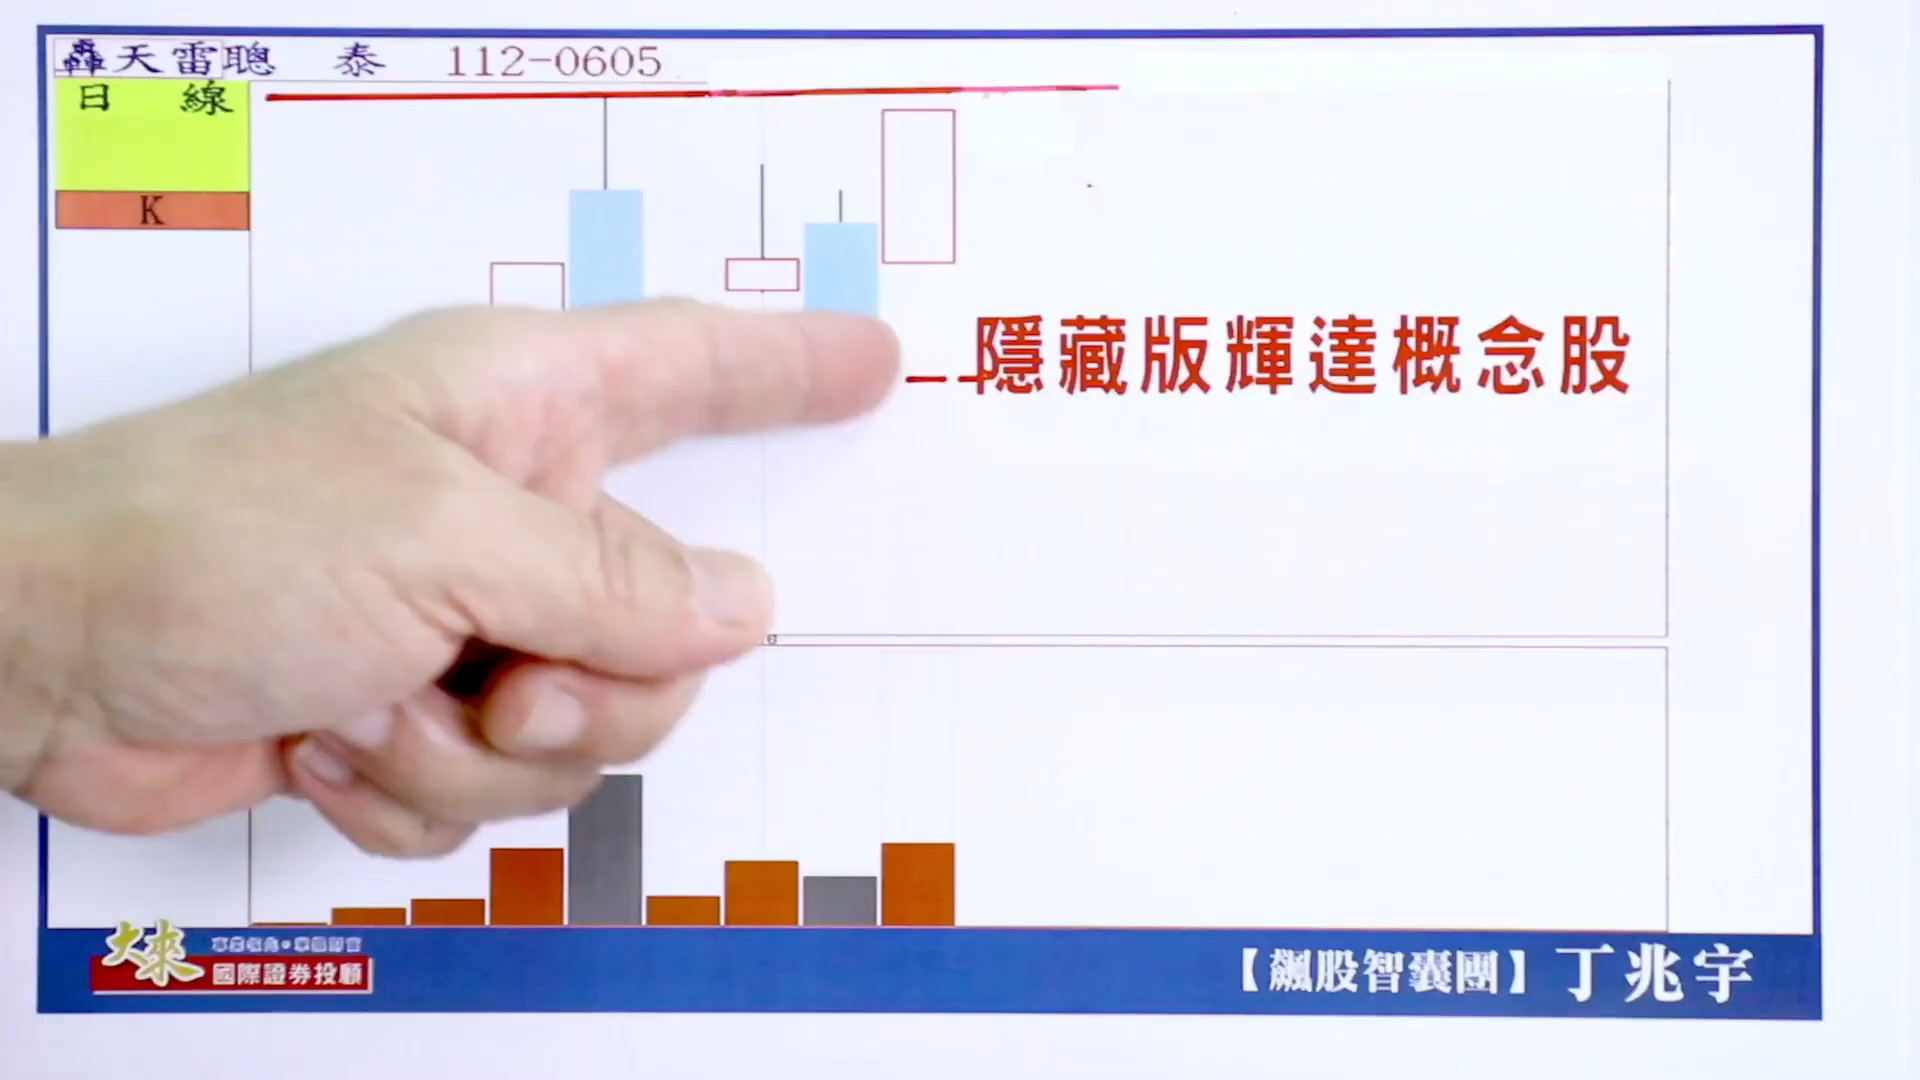 轟天雷聰 泰 112-0605
日 線
K
隱藏版輝達概念股
大來
國際證券投顧
【飆股智囊團】丁兆宇